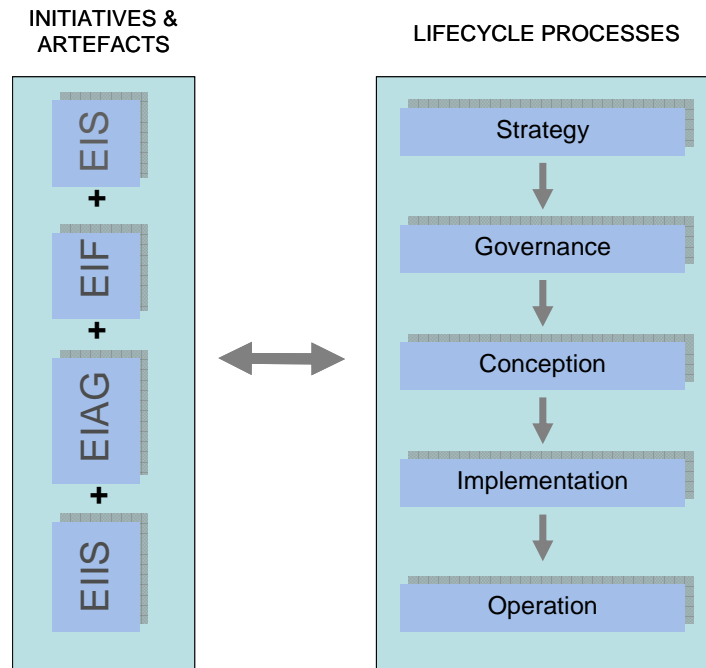 INITIATIVES &
ARTEFACTS
EIS
+
EIF
+
EIAG
+
EIIS
LIFECYCLE PROCESSES
Strategy
Governance
Conception
Implementation
Operation